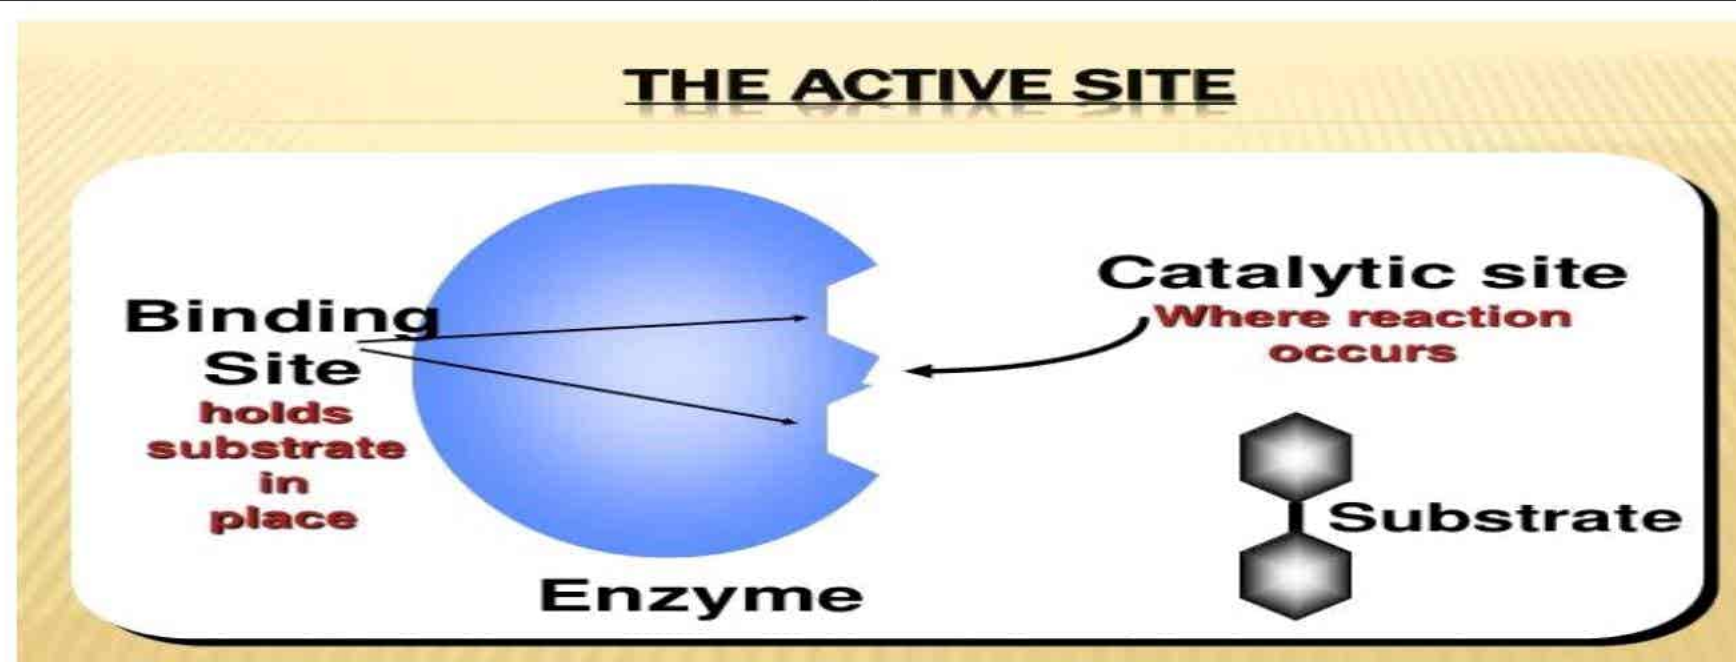 THE ACTIVE SITE
Binding
Site
holds
substrate
in
place
Enzyme
Catalytic site
Where reaction
occurs
Substrate